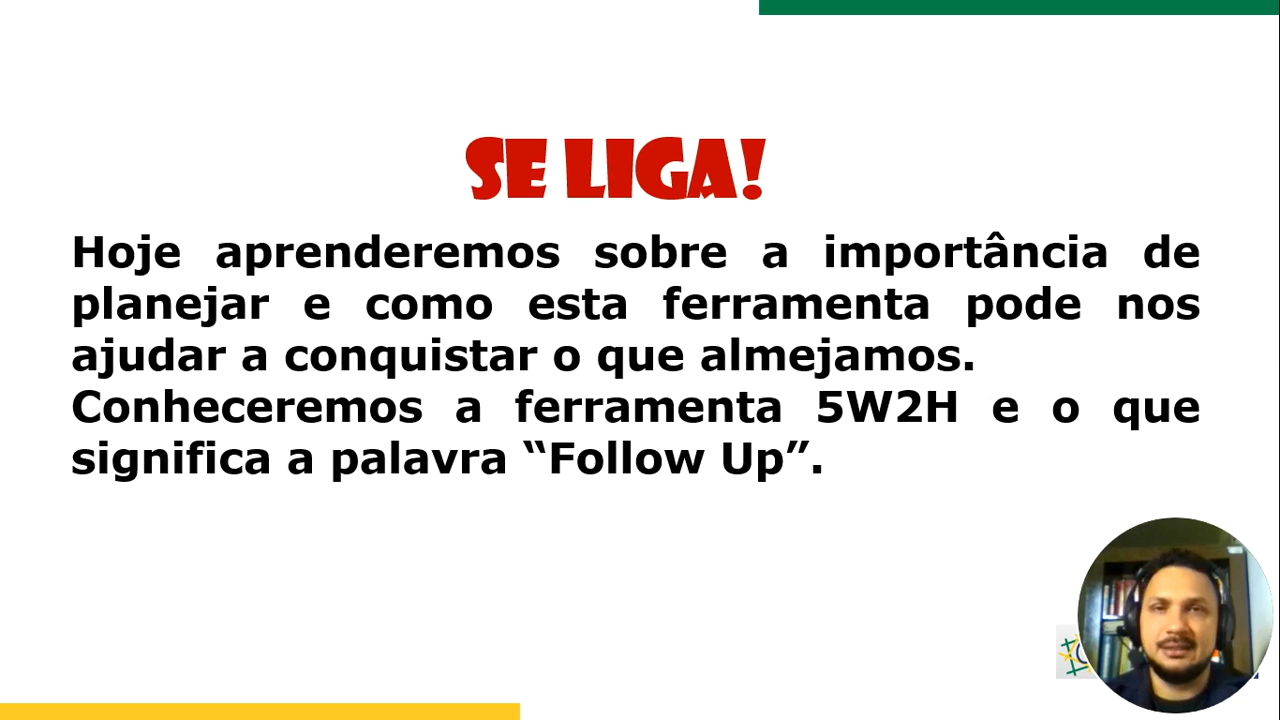 SE LIGA!
Hoje aprenderemos sobre a importância de
planejar e como esta ferramenta pode nos
ajudar a conquistar o que almejamos.
Conheceremos a ferramenta 5W2H e o que
significa a palavra “Follow Up”.